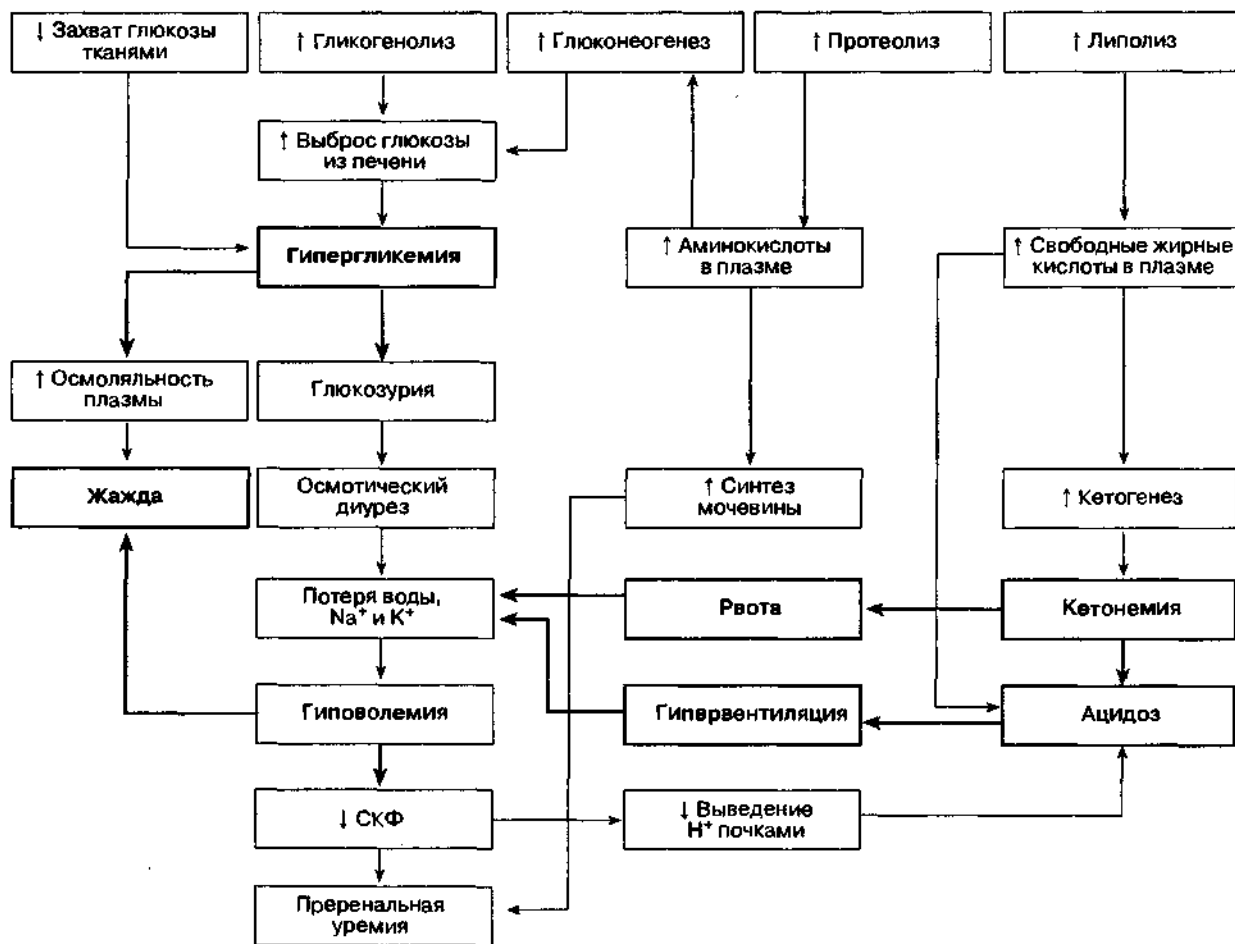 ↓ Захват глюкозы
тканями
↑ Гликогенолиз
↑ Глюконеогенез
↑ Протеолиз
↑ Липолиз
↑ Выброс глюкозы
из печени
Гипергликемия
↑ Аминокислоты
в плазме
↑ Свободные жирные
кислоты в плазме
↑ Осмоляльность
плазмы
Глюкозурия
Жажда
Осмотический
диурез
↑ Синтез
мочевины
↑ Кетогенез
Потеря воды,
Na⁺ и K⁺
Рвота
Кетонемия
Гиповолемия
Гипервентиляция
Ацидоз
↓ СКФ
↓ Выведение
H⁺ почками
Преренальная
уремия